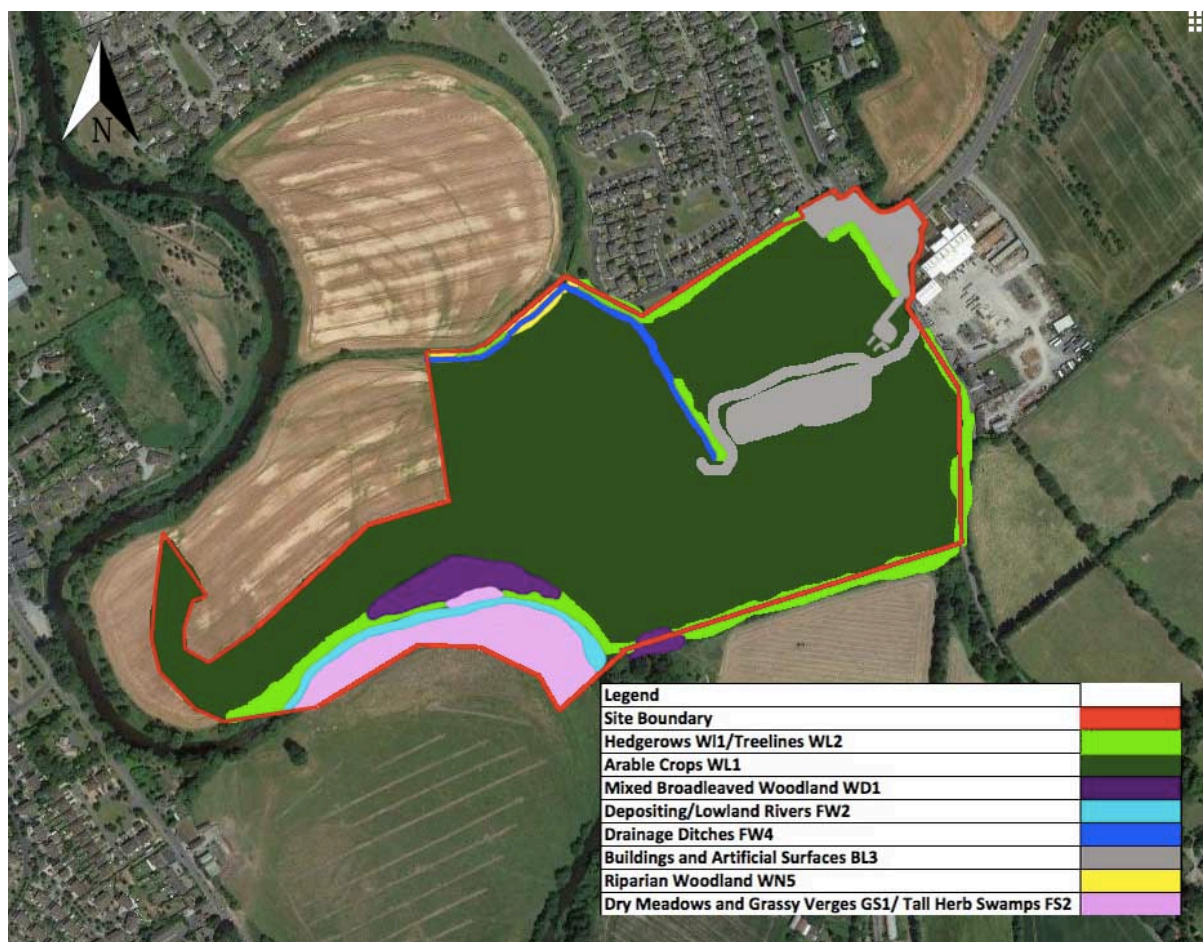 N
Legend
Site Boundary
Hedgerows Wl1/Treelines WL2
Arable Crops WL1
Mixed Broadleaved Woodland WD1
Depositing/Lowland Rivers FW2
Drainage Ditches FW4
Buildings and Artificial Surfaces BL3
Riparian Woodland WN5
Dry Meadows and Grassy Verges GS1/ Tall Herb Swamps FS2